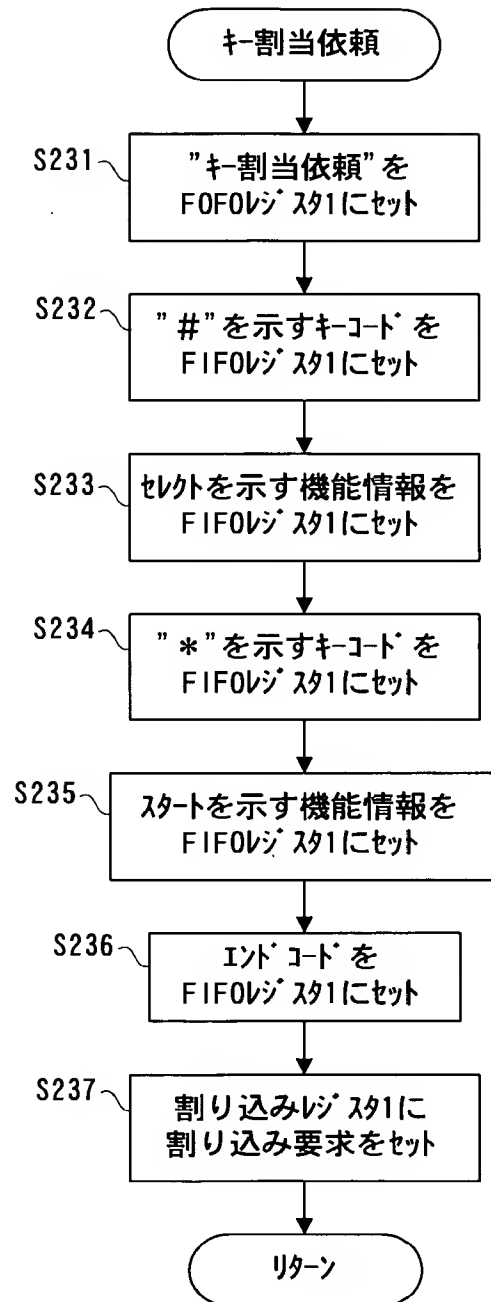 ｷｰ割当依頼
S231
"ｷｰ割当依頼"を
FOFOﾚｼﾞｽﾀ1にｾｯﾄ
S232
"#"を示すｷｰｺｰﾄﾞを
FIFOﾚｼﾞｽﾀ1にｾｯﾄ
S233
ｾﾚｸﾄを示す機能情報を
FIFOﾚｼﾞｽﾀ1にｾｯﾄ
S234
"*"を示すｷｰｺｰﾄﾞを
FIFOﾚｼﾞｽﾀ1にｾｯﾄ
S235
ｽﾀｰﾄを示す機能情報を
FIFOﾚｼﾞｽﾀ1にｾｯﾄ
S236
ｴﾝﾄﾞｺｰﾄﾞを
FIFOﾚｼﾞｽﾀ1にｾｯﾄ
S237
割り込みﾚｼﾞｽﾀ1に
割り込み要求をｾｯﾄ
ﾘﾀｰﾝ